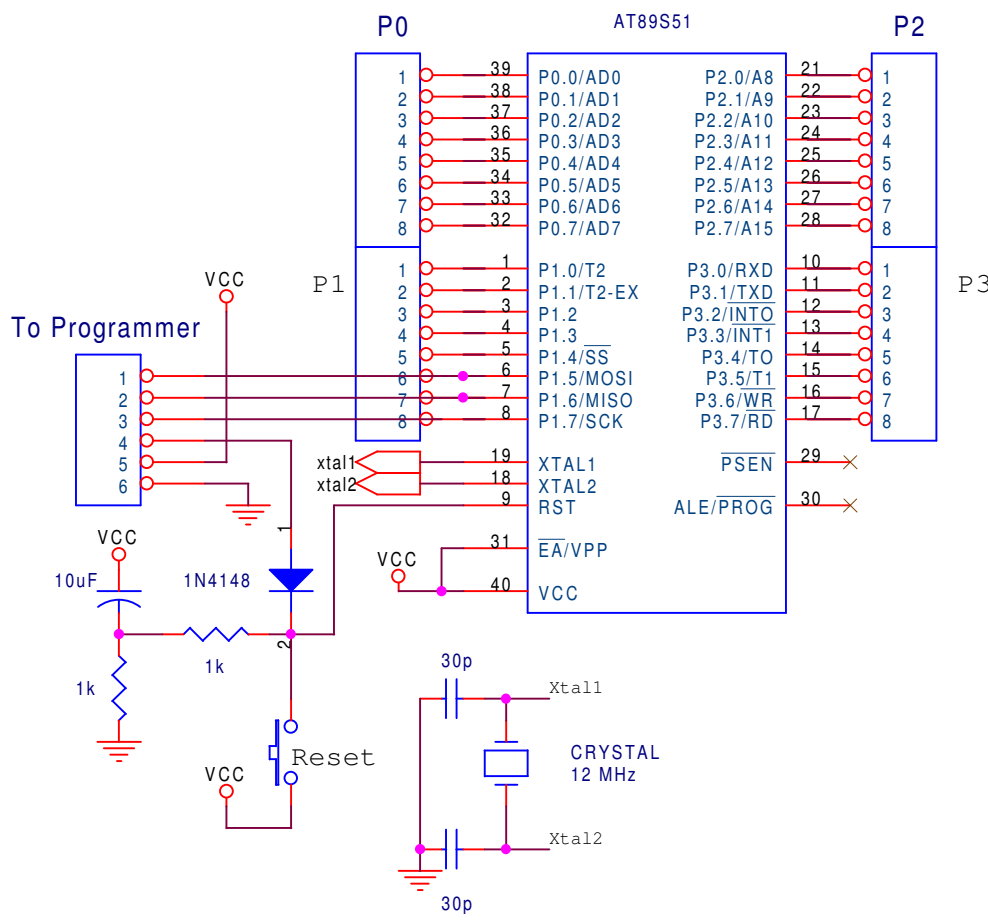 AT89S51
P0
P2
1 39 P0.0/AD0 P2.0/A8 21 1
2 38 P0.1/AD1 P2.1/A9 22 2
3 37 P0.2/AD2 P2.2/A10 23 3
4 36 P0.3/AD3 P2.3/A11 24 4
5 35 P0.4/AD4 P2.4/A12 25 5
6 34 P0.5/AD5 P2.5/A13 26 6
7 33 P0.6/AD6 P2.6/A14 27 7
8 32 P0.7/AD7 P2.7/A15 28 8
P1
P3
1 1 P1.0/T2 P3.0/RXD 10 1
2 2 P1.1/T2-EX P3.1/TXD 11 2
3 3 P1.2 P3.2/INTO 12 3
4 4 P1.3 P3.3/INT1 13 4
5 5 P1.4/SS P3.4/TO 14 5
6 6 P1.5/MOSI P3.5/T1 15 6
7 7 P1.6/MISO P3.6/WR 16 7
8 8 P1.7/SCK P3.7/RD 17 8
VCC
To Programmer
1
2
3
4
5
6
xtal1 19 XTAL1 PSEN 29
xtal2 18 XTAL2
9 RST ALE/PROG 30
31 EA/VPP
VCC
40 VCC
VCC
10uF
1
1N4148
2
1k
1k
Reset
VCC
30p
Xtal1
CRYSTAL
12 MHz
Xtal2
30p